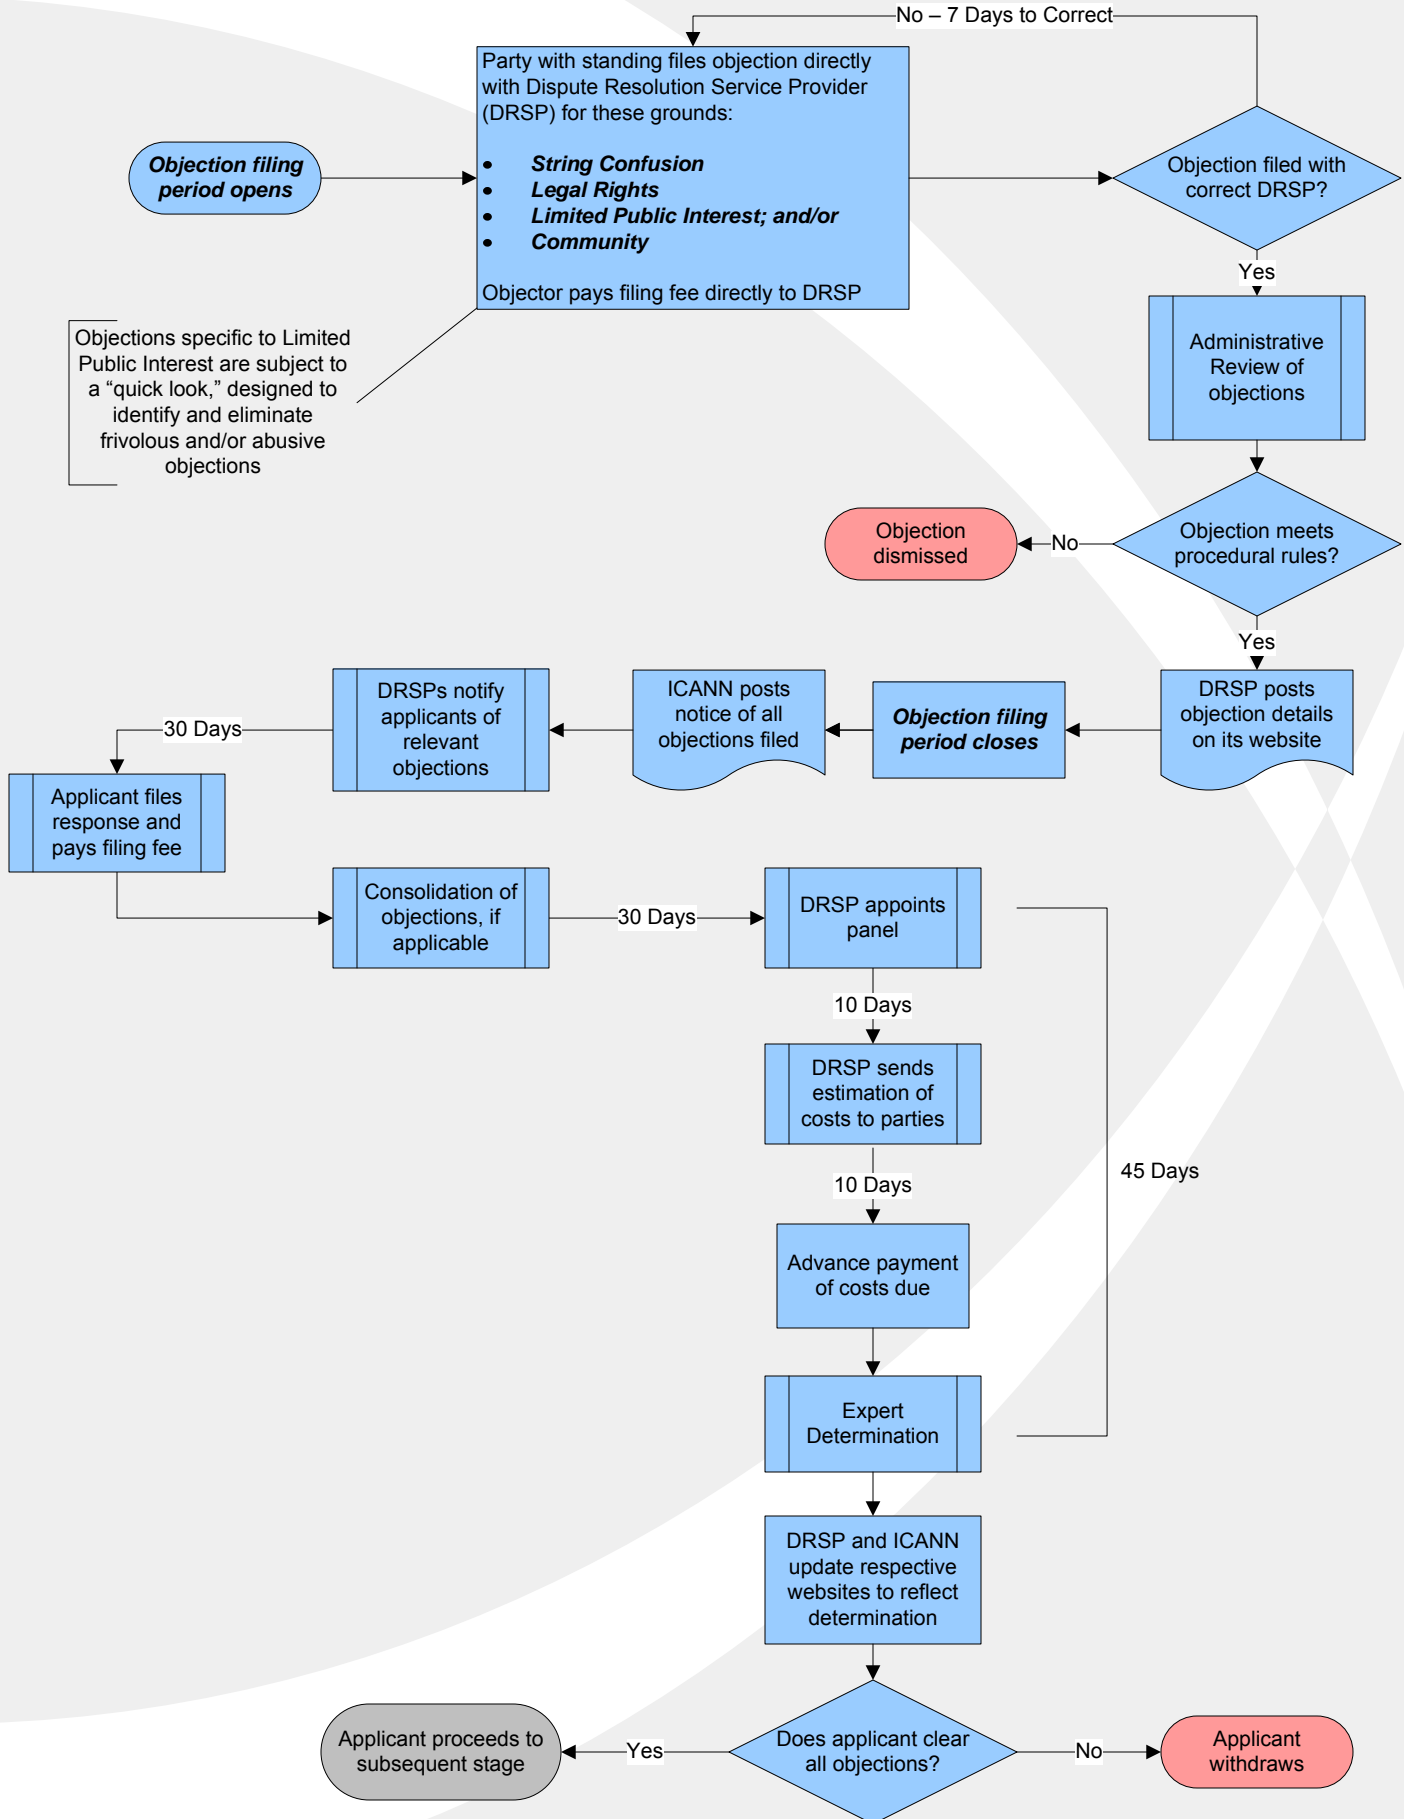 No – 7 Days to Correct
Party with standing files objection directly
with Dispute Resolution Service Provider
(DRSP) for these grounds:
• String Confusion
• Legal Rights
• Limited Public Interest; and/or
• Community
Objector pays filing fee directly to DRSP
Objection filing
period opens
Objection filed with
correct DRSP?
Yes
Objections specific to Limited
Public Interest are subject to
a “quick look,” designed to
identify and eliminate
frivolous and/or abusive
objections
Administrative
Review of
objections
Objection meets
procedural rules?
No
Objection
dismissed
Yes
DRSP posts
objection details
on its website
Objection filing
period closes
ICANN posts
notice of all
objections filed
DRSPs notify
applicants of
relevant
objections
30 Days
Applicant files
response and
pays filing fee
Consolidation of
objections, if
applicable
30 Days
DRSP appoints
panel
10 Days
DRSP sends
estimation of
costs to parties
10 Days
45 Days
Advance payment
of costs due
Expert
Determination
DRSP and ICANN
update respective
websites to reflect
determination
Does applicant clear
all objections?
Yes
Applicant proceeds to
subsequent stage
No
Applicant
withdraws